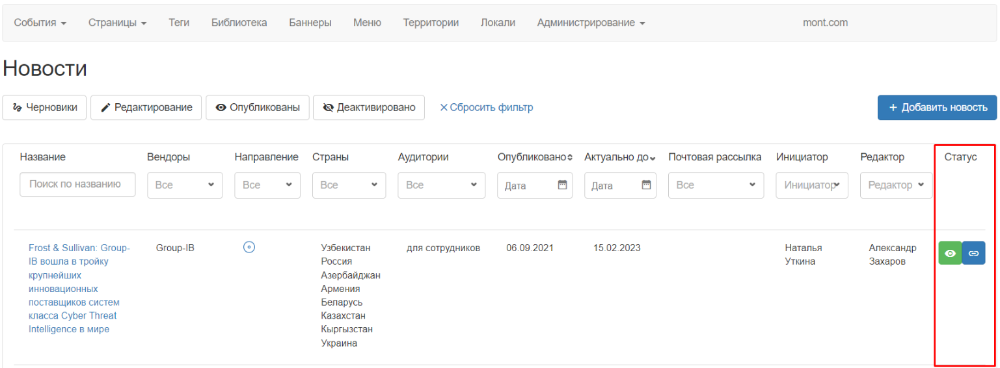 События Страницы Теги Библиотека Баннеры Меню Территории Локали Администрирование mont.com
Новости
Черновики Редактирование Опубликованы Деактивировано Сбросить фильтр + Добавить новость
Название Вендоры Направление Страны Аудитории Опубликовано Актуально до Почтовая рассылка Инициатор Редактор Статус
Поиск по названию Все Все Все Все Дата Дата Все Инициатор Редактор
Frost & Sullivan: Group- Group-IB Узбекистан для сотрудников 06.09.2021 15.02.2023 Наталья Александр
IB вошла в тройку Россия Уткина Захаров
крупнейших Азербайджан
инновационных Армения
поставщиков систем Беларусь
класса Cyber Threat Казахстан
Intelligence в мире Кыргызстан
Украина